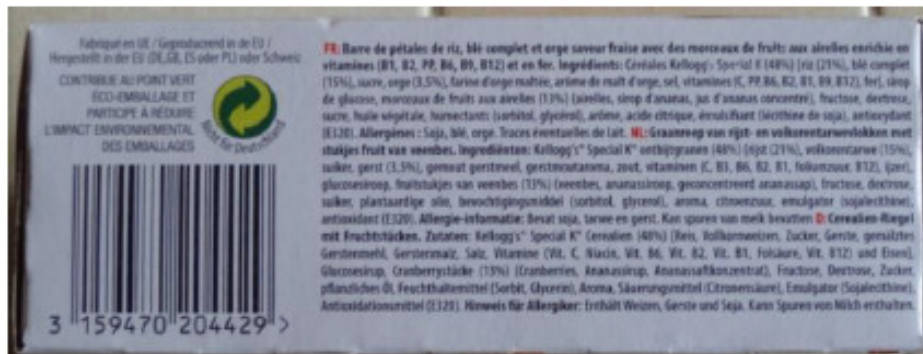 Fabriqué en UE / Geproduceerd in de EU /
Hergestellt in der EU (DE,GB, ES oder PL) oder Schweiz
CONTRIBUE AU POINT VERT
ÉCO-EMBALLAGE ET
PARTICIPE À RÉDUIRE
L'IMPACT ENVIRONNEMENTAL
DES EMBALLAGES
Nicht für Deutschland
3 159470 204429 >
FR: Barre de pétales de riz, blé complet et orge saveur fraise avec des morceaux de fruits aux airelles enrichie en
vitamines (B1, B2, PP, B6, B9, B12) et en fer. Ingrédients: Céréales Kellogg's Special K (48%) [riz (21%), blé complet
(15%), sucre, orge (3,5%), farine d'orge maltée, arôme de malt d'orge, sel, vitamines (C, PP, B6, B2, B1, B9, B12), fer], sirop
de glucose, morceaux de fruits aux airelles (13%) (airelles, sirop d'ananas, jus d'ananas concentré), fructose, dextrose,
sucre, huile végétale, humectants (sorbitol, glycérol), arôme, acide citrique, émulsifiant (lécithine de soja), antioxydant
(E320). Allergènes : Soja, blé, orge. Traces éventuelles de lait. NL: Graanreep van rijst- en volkorentarwevlokken met
stukjes fruit van veenbes. Ingrediënten: Kellogg's® Special K® ontbijtgranen (48%) [rijst (21%), volkorentarwe (15%),
suiker, gerst (3,5%), gemout gerstmeel, gerstmoutaroma, zout, vitaminen (C, B3, B6, B2, B1, foliumzuur, B12), ijzer],
glucosesiroop, fruitstukjes van veenbes (13%) (veenbes, ananassiroop, geconcentreerd ananassap), fructose, dextrose,
suiker, plantaardige olie, bevochtigingsmiddel (sorbitol, glycerol), aroma, citroenzuur, emulgator (sojalecithine),
antioxidant (E320). Allergie-informatie: Bevat soja, tarwe en gerst. Kan sporen van melk bevatten D: Cerealien-Riegel
mit Fruchtstücken. Zutaten: Kellogg's® Special K® Cerealien (48%) [Reis, Vollkornweizen, Zucker, Gerste, gemälztes
Gerstenmehl, Gerstenmalz, Salz, Vitamine (Vit. C, Niacin, Vit. B6, Vit. B2, Vit. B1, Folsäure, Vit. B12) und Eisen],
Glucosesirup, Cranberrystücke (13%) (Cranberries, Ananassirup, Ananassaftkonzentrat), Fructose, Dextrose, Zucker,
pflanzliches Öl, Feuchthaltemittel (Sorbit, Glycerin), Aroma, Säuerungsmittel (Citronensäure), Emulgator (Sojalecithine),
Antioxidationsmittel (E320). Hinweis für Allergiker: Enthält Weizen, Gerste und Soja. Kann Spuren von Milch enthalten.